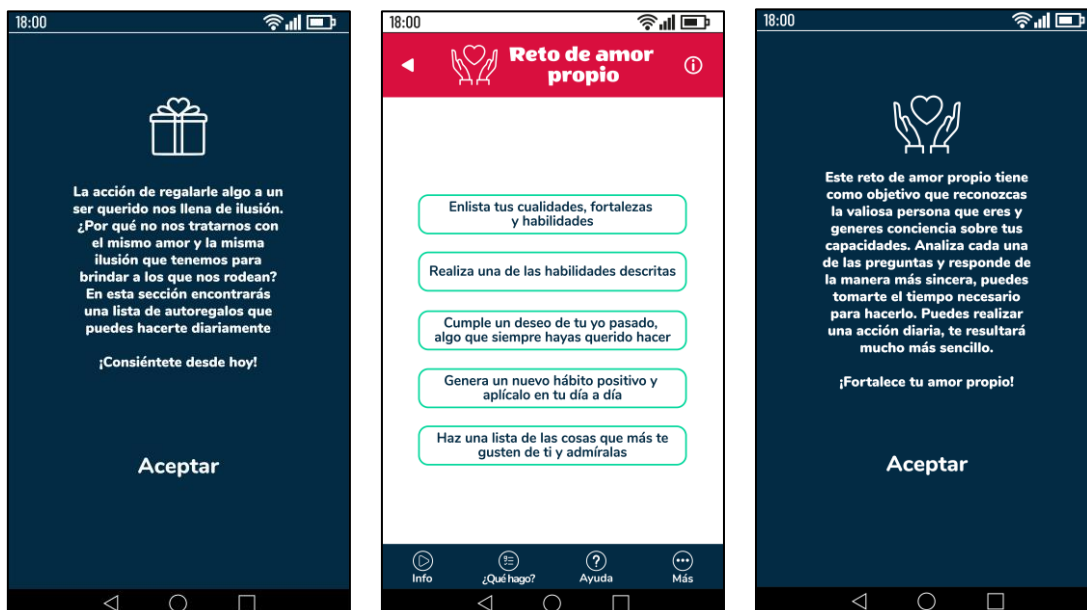 18:00
La acción de regalarle algo a un
ser querido nos llena de ilusión.
¿Por qué no nos tratarnos con
el mismo amor y la misma
ilusión que tenemos para
brindar a los que nos rodean?
En esta sección encontrarás
una lista de autoregalos que
puedes hacerte diariamente
¡Consiéntete desde hoy!
Aceptar
18:00
Reto de amor
propio
Enlista tus cualidades, fortalezas
y habilidades
Realiza una de las habilidades descritas
Cumple un deseo de tu yo pasado,
algo que siempre hayas querido hacer
Genera un nuevo hábito positivo y
aplícalo en tu día a día
Haz una lista de las cosas que más te
gusten de ti y admíralas
Info
¿Qué hago?
Ayuda
Más
18:00
Este reto de amor propio tiene
como objetivo que reconozcas
la valiosa persona que eres y
generes conciencia sobre tus
capacidades. Analiza cada una
de las preguntas y responde de
la manera más sincera, puedes
tomarte el tiempo necesario
para hacerlo. Puedes realizar
una acción diaria, te resultará
mucho más sencillo.
¡Fortalece tu amor propio!
Aceptar